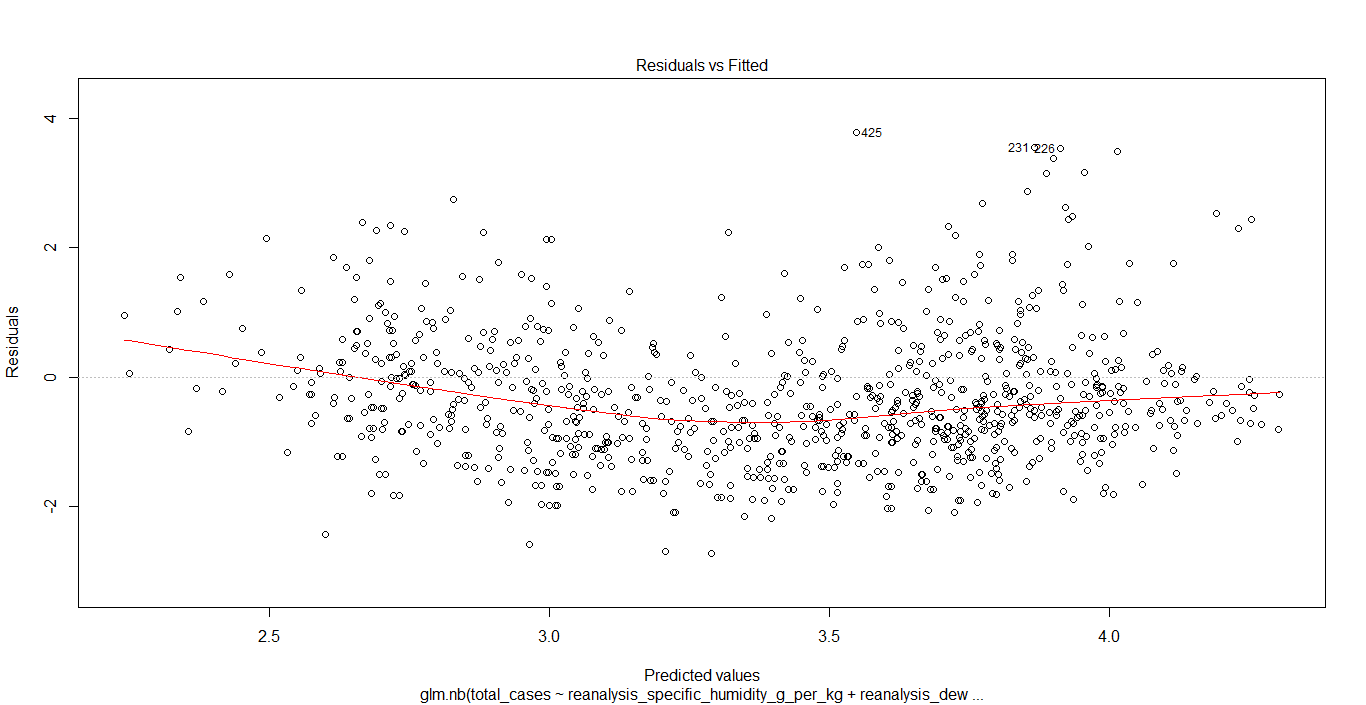 Residuals vs Fitted
4
2
0
-2
Residuals
425
231 226
2.5 3.0 3.5 4.0
Predicted values
glm.nb(total_cases ~ reanalysis_specific_humidity_g_per_kg + reanalysis_dew ...